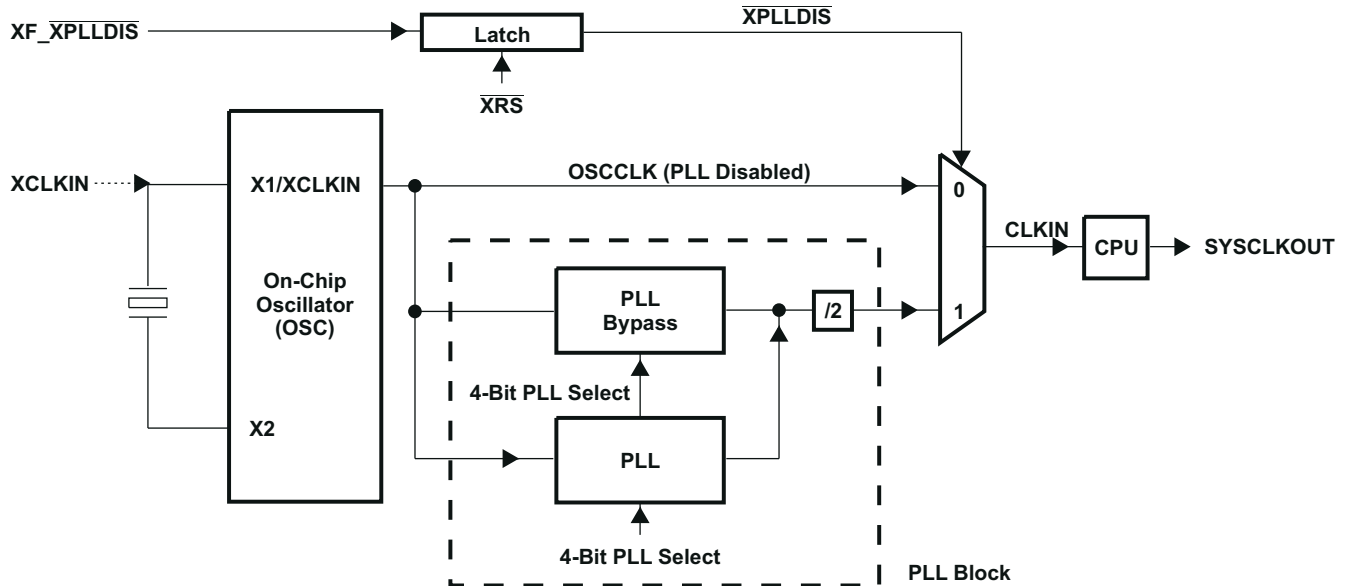 XF_XPLLDIS
Latch
XPLLDIS
XRS
XCLKIN
X1/XCLKIN
OSCCLK (PLL Disabled)
0
On-Chip
Oscillator
(OSC)
X2
PLL
Bypass
/2
1
CLKIN
CPU
SYSCLKOUT
4-Bit PLL Select
PLL
4-Bit PLL Select
PLL Block